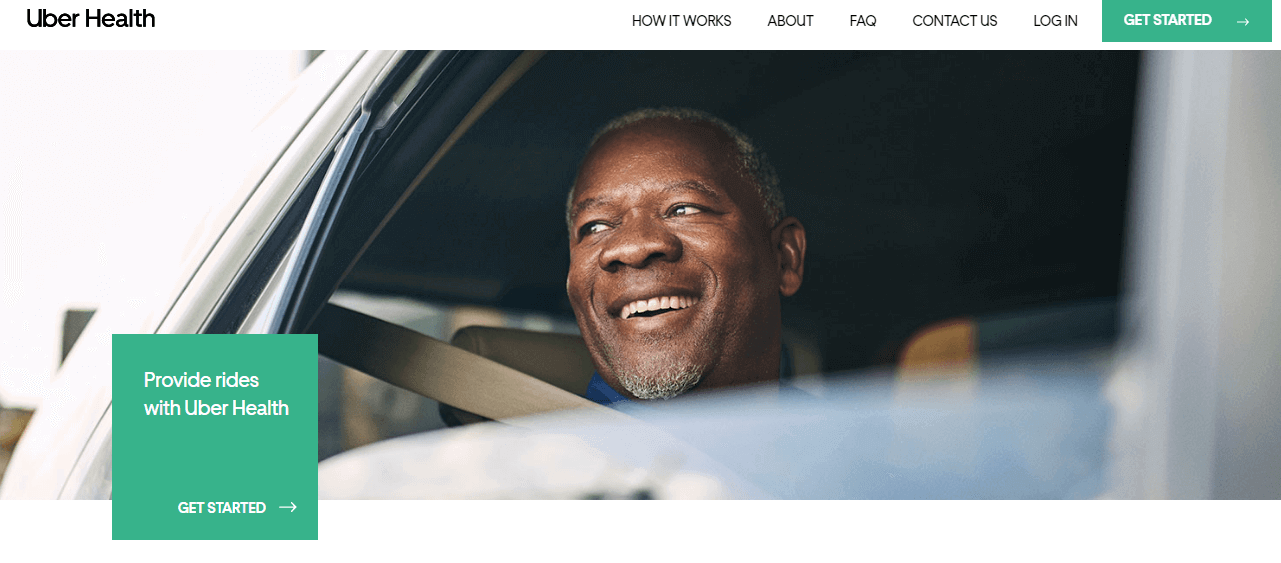 Uber Health
HOW IT WORKS
ABOUT
FAQ
CONTACT US
LOG IN
GET STARTED →
Provide rides
with Uber Health
GET STARTED →